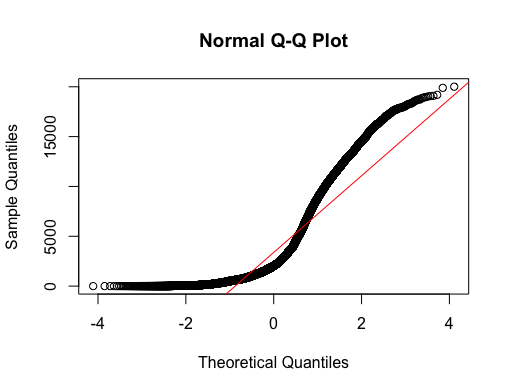 Normal Q-Q Plot
Sample Quantiles
15000
5000
0
-4 -2 0 2 4
Theoretical Quantiles